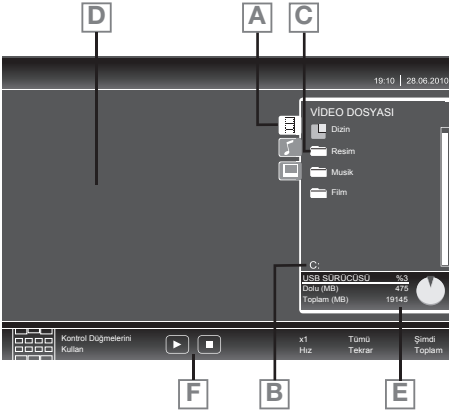 D A C
19:10 | 28.06.2010
VİDEO DOSYASI
Dizin
Resim
Musik
Film
C:
USB SÜRÜCÜSÜ %3
Dolu (MB) 475
Toplam (MB) 19145
Kontrol Düğmelerini
Kullan
x1 Tümü Şimdi
Hız Tekrar Toplam
F B E